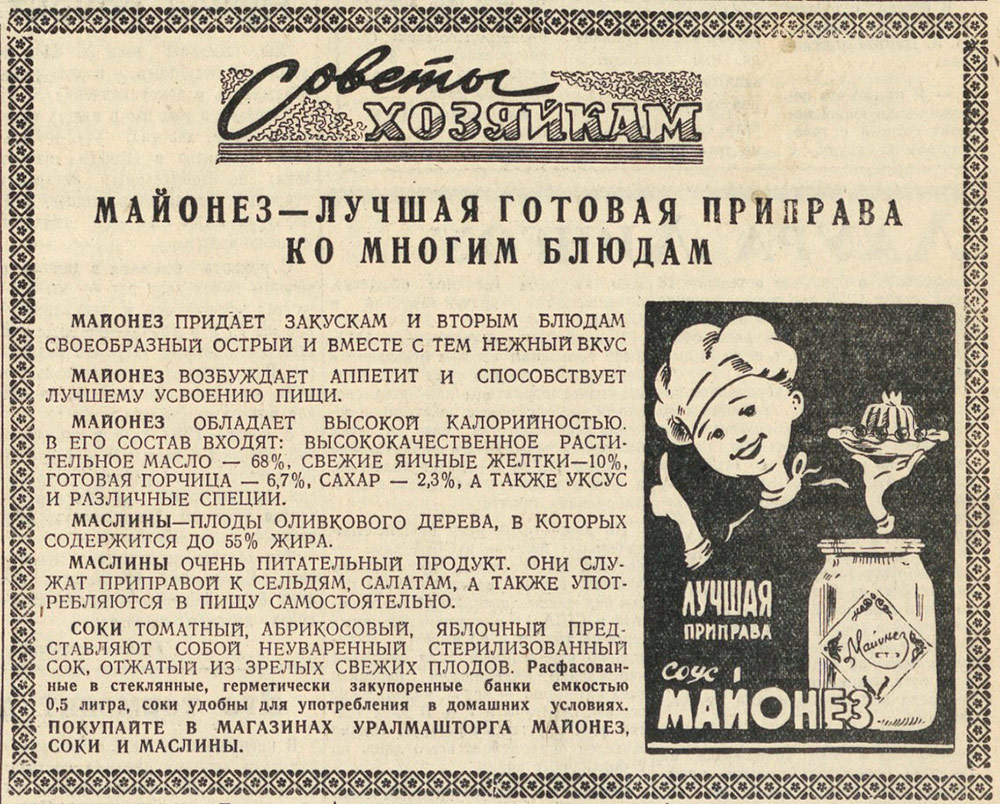 Советы
ХОЗЯЙКАМ
МАЙОНЕЗ—ЛУЧШАЯ ГОТОВАЯ ПРИПРАВА
КО МНОГИМ БЛЮДАМ
МАЙОНЕЗ ПРИДАЕТ ЗАКУСКАМ И ВТОРЫМ БЛЮДАМ
СВОЕОБРАЗНЫЙ ОСТРЫЙ И ВМЕСТЕ С ТЕМ НЕЖНЫЙ ВКУС
МАЙОНЕЗ ВОЗБУЖДАЕТ АППЕТИТ И СПОСОБСТВУЕТ
ЛУЧШЕМУ УСВОЕНИЮ ПИЩИ.
МАЙОНЕЗ ОБЛАДАЕТ ВЫСОКОЙ КАЛОРИЙНОСТЬЮ.
В ЕГО СОСТАВ ВХОДЯТ: ВЫСОКОКАЧЕСТВЕННОЕ РАСТИ-
ТЕЛЬНОЕ МАСЛО — 68%, СВЕЖИЕ ЯИЧНЫЕ ЖЕЛТКИ—10%,
ГОТОВАЯ ГОРЧИЦА — 6,7%, САХАР — 2,3%, А ТАКЖЕ УКСУС
И РАЗЛИЧНЫЕ СПЕЦИИ.
МАСЛИНЫ—ПЛОДЫ ОЛИВКОВОГО ДЕРЕВА, В КОТОРЫХ
СОДЕРЖИТСЯ ДО 55% ЖИРА.
МАСЛИНЫ ОЧЕНЬ ПИТАТЕЛЬНЫЙ ПРОДУКТ. ОНИ СЛУ-
ЖАТ ПРИПРАВОЙ К СЕЛЬДЯМ, САЛАТАМ, А ТАКЖЕ УПОТ-
РЕБЛЯЮТСЯ В ПИЩУ САМОСТОЯТЕЛЬНО.
СОКИ ТОМАТНЫЙ, АБРИКОСОВЫЙ, ЯБЛОЧНЫЙ ПРЕД-
СТАВЛЯЮТ СОБОЙ НЕУВАРЕННЫЙ СТЕРИЛИЗОВАННЫЙ
СОК, ОТЖАТЫЙ ИЗ ЗРЕЛЫХ СВЕЖИХ ПЛОДОВ. Расфасован-
ные в стеклянные, герметически закупоренные банки емкостью
0,5 литра, соки удобны для употребления в домашних условиях.
ПОКУПАЙТЕ В МАГАЗИНАХ УРАЛМАШТОРГА МАЙОНЕЗ,
СОКИ И МАСЛИНЫ.
ЛУЧШАЯ
ПРИПРАВА
соус
МАЙОНЕЗ
Майонез